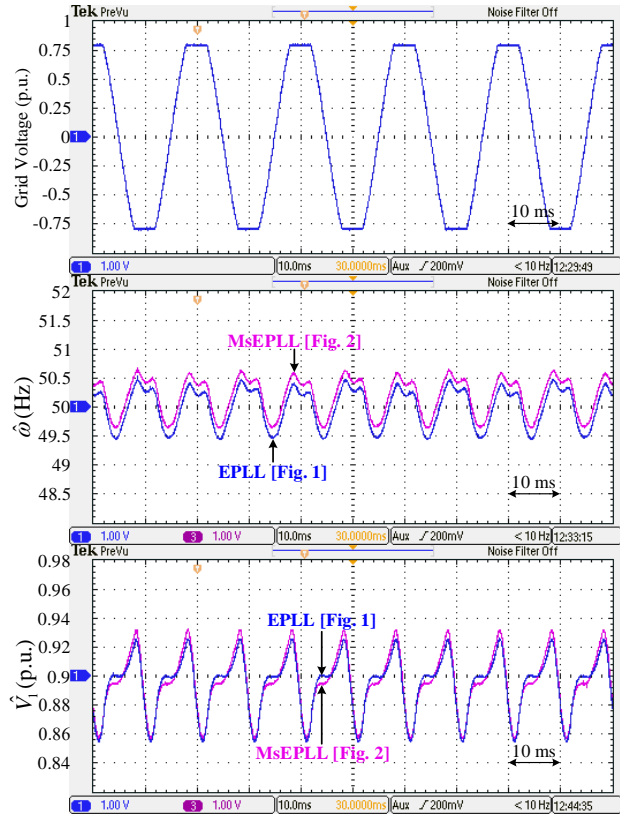 Tek PreVu Noise Filter Off
T
Grid Voltage (p.u.)
0.75
0.5
0.25
0
-0.25
-0.5
-0.75
1
10 ms
1 1.00 V 10.0ms 30.0000ms Aux 200mV < 10 Hz 12:29:49
Tek PreVu Noise Filter Off
T
ω̂ (Hz)
52
51
50.5
50
49.5
49
48.5
1
MsEPLL [Fig. 2]
EPLL [Fig. 1]
10 ms
1 1.00 V 3 1.00 V 10.0ms 30.0000ms Aux 200mV < 10 Hz 12:33:15
Tek PreVu Noise Filter Off
T
V̂1 (p.u.)
0.98
0.96
0.94
0.92
0.9
0.88
0.86
0.84
1
EPLL [Fig. 1]
MsEPLL [Fig. 2]
10 ms
1 1.00 V 3 1.00 V 10.0ms 30.0000ms Aux 200mV < 10 Hz 12:44:35